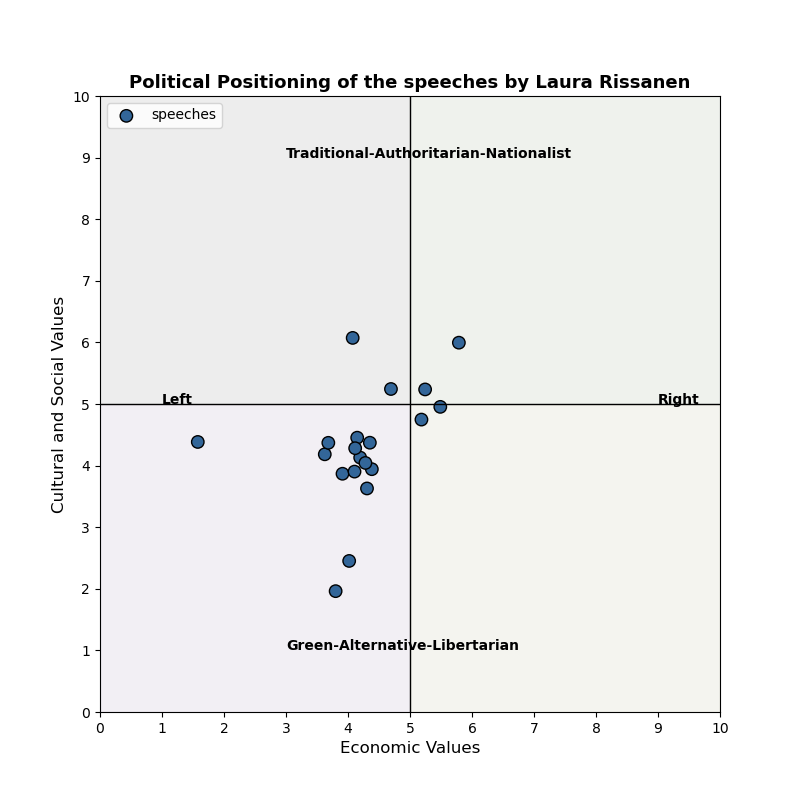 Political Positioning of the speeches by Laura Rissanen
10
speeches
9
Traditional-Authoritarian-Nationalist
8
7
6
Cultural and Social Values
5
Left
Right
4
3
2
1
Green-Alternative-Libertarian
0
0 1 2 3 4 5 6 7 8 9 10
Economic Values